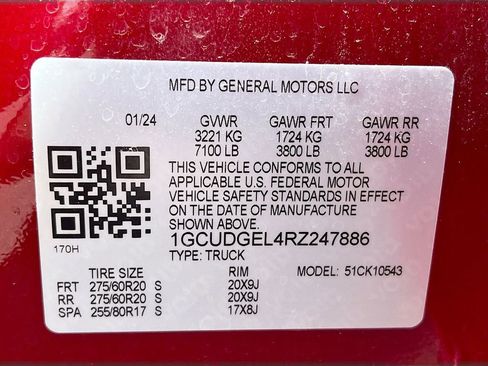 MFD BY GENERAL MOTORS LLC
01/24 GVWR GAWR FRT GAWR RR
3221 KG 1724 KG 1724 KG
7100 LB 3800 LB 3800 LB
THIS VEHICLE CONFORMS TO ALL
APPLICABLE U.S. FEDERAL MOTOR
VEHICLE SAFETY STANDARDS IN EFFECT
ON THE DATE OF MANUFACTURE
SHOWN ABOVE.
1GCUDGEL4RZ247886
170H TYPE: TRUCK
TIRE SIZE RIM MODEL: 51CK10543
FRT 275/60R20 S 20X9J
RR 275/60R20 S 20X9J
SPA 255/80R17 S 17X8J